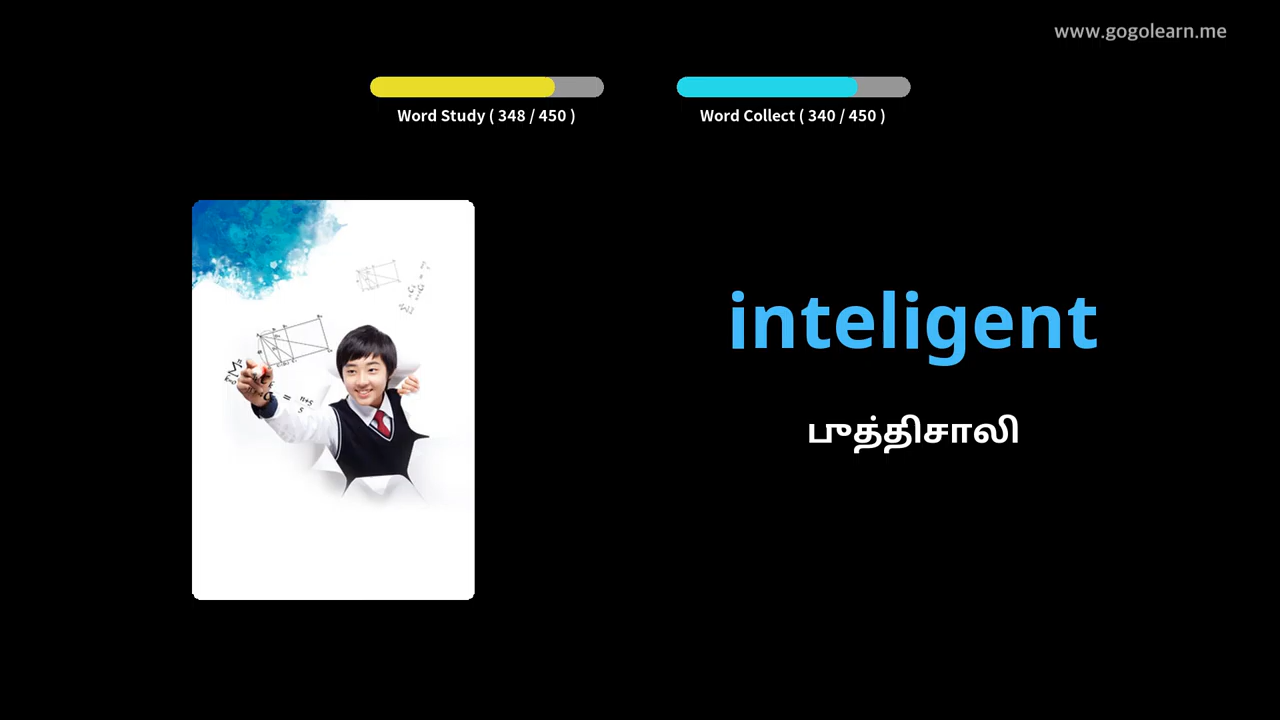 www.gogolearn.me
Word Study ( 348 / 450 )
Word Collect ( 340 / 450 )
inteligent
புத்திசாலி